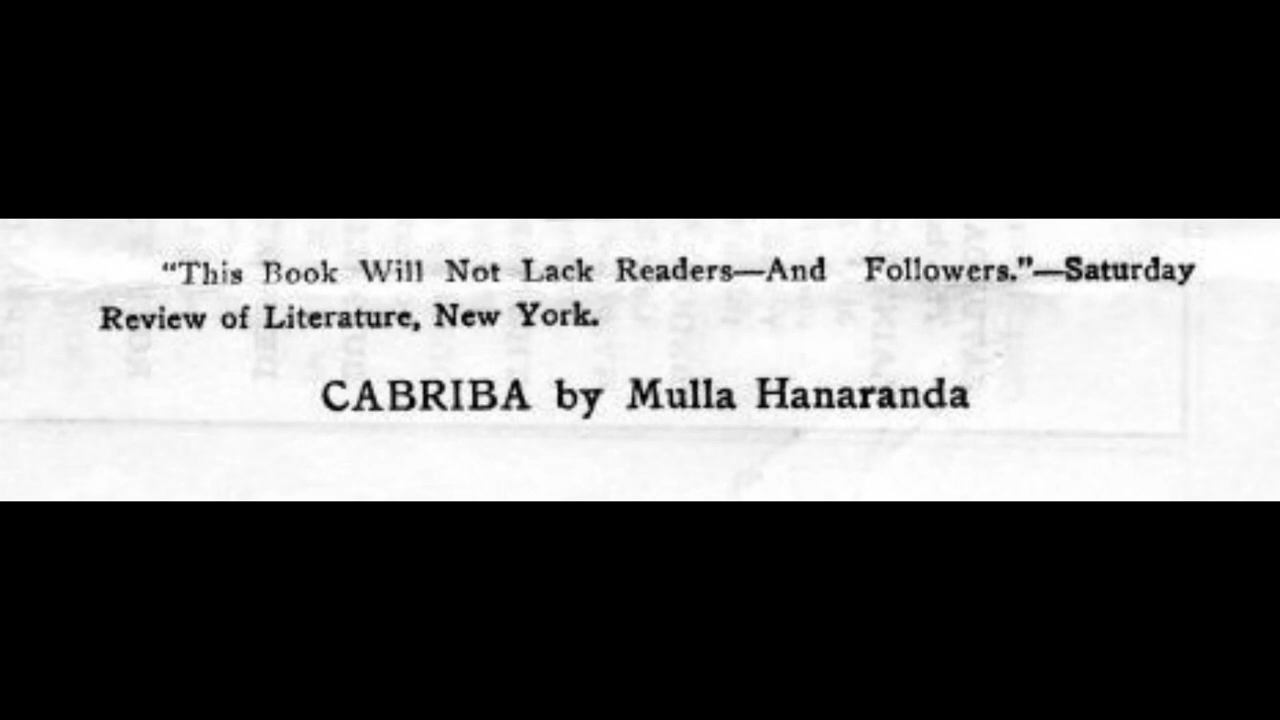 “This Book Will Not Lack Readers—And Followers.”—Saturday
Review of Literature, New York.
CABRIBA by Mulla Hanaranda